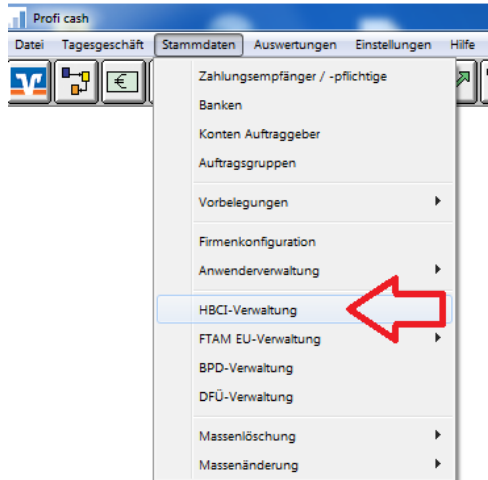 Profi cash
Datei Tagesgeschäft Stammdaten Auswertungen Einstellungen Hilfe
Zahlungsempfänger / -pflichtige
Banken
Konten Auftraggeber
Auftragsgruppen
Vorbelegungen
Firmenkonfiguration
Anwenderverwaltung
HBCI-Verwaltung
FTAM EU-Verwaltung
BPD-Verwaltung
DFÜ-Verwaltung
Massenlöschung
Massenänderung